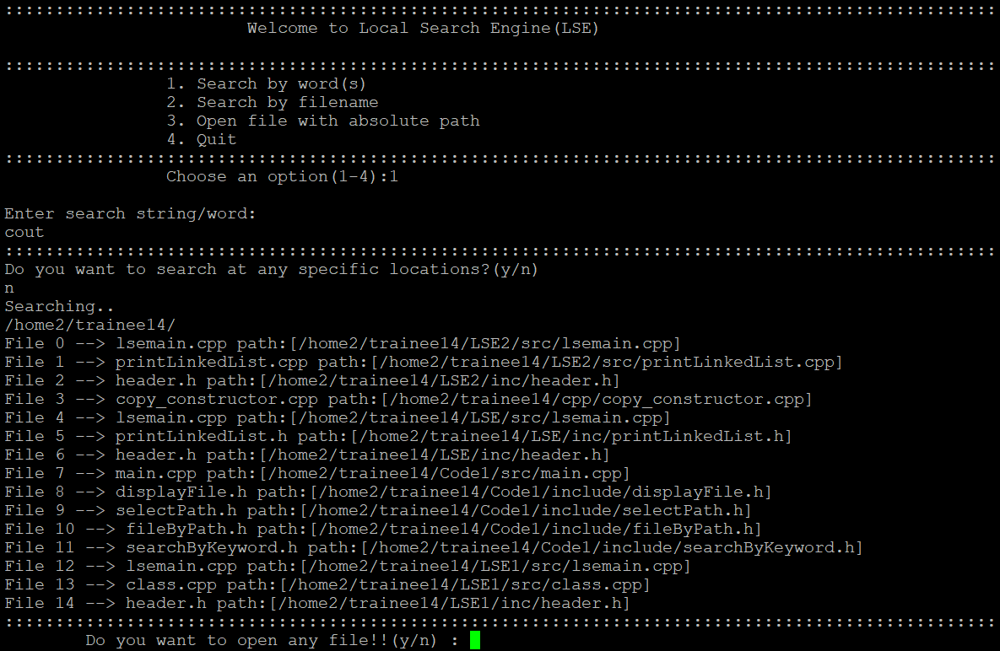 ::::::::::::::::::::::::::::::::::::::::::::::::::::::::::::::::::::::::::::::::::::::::::::::::::
Welcome to Local Search Engine(LSE)
::::::::::::::::::::::::::::::::::::::::::::::::::::::::::::::::::::::::::::::::::::::::::::::::::
1. Search by word(s)
2. Search by filename
3. Open file with absolute path
4. Quit
::::::::::::::::::::::::::::::::::::::::::::::::::::::::::::::::::::::::::::::::::::::::::::::::::
Choose an option(1-4):1
Enter search string/word:
cout
::::::::::::::::::::::::::::::::::::::::::::::::::::::::::::::::::::::::::::::::::::::::::::::::::
Do you want to search at any specific locations?(y/n)
n
Searching..
/home2/trainee14/
File 0 --> lsemain.cpp path:[/home2/trainee14/LSE2/src/lsemain.cpp]
File 1 --> printLinkedList.cpp path:[/home2/trainee14/LSE2/src/printLinkedList.cpp]
File 2 --> header.h path:[/home2/trainee14/LSE2/inc/header.h]
File 3 --> copy_constructor.cpp path:[/home2/trainee14/cpp/copy_constructor.cpp]
File 4 --> lsemain.cpp path:[/home2/trainee14/LSE/src/lsemain.cpp]
File 5 --> printLinkedList.h path:[/home2/trainee14/LSE/inc/printLinkedList.h]
File 6 --> header.h path:[/home2/trainee14/LSE/inc/header.h]
File 7 --> main.cpp path:[/home2/trainee14/Code1/src/main.cpp]
File 8 --> displayFile.h path:[/home2/trainee14/Code1/include/displayFile.h]
File 9 --> selectPath.h path:[/home2/trainee14/Code1/include/selectPath.h]
File 10 --> fileByPath.h path:[/home2/trainee14/Code1/include/fileByPath.h]
File 11 --> searchByKeyword.h path:[/home2/trainee14/Code1/include/searchByKeyword.h]
File 12 --> lsemain.cpp path:[/home2/trainee14/LSE1/src/lsemain.cpp]
File 13 --> class.cpp path:[/home2/trainee14/LSE1/src/class.cpp]
File 14 --> header.h path:[/home2/trainee14/LSE1/inc/header.h]
::::::::::::::::::::::::::::::::::::::::::::::::::::::::::::::::::::::::::::::::::::::::::::::::::
Do you want to open any file!!(y/n) :